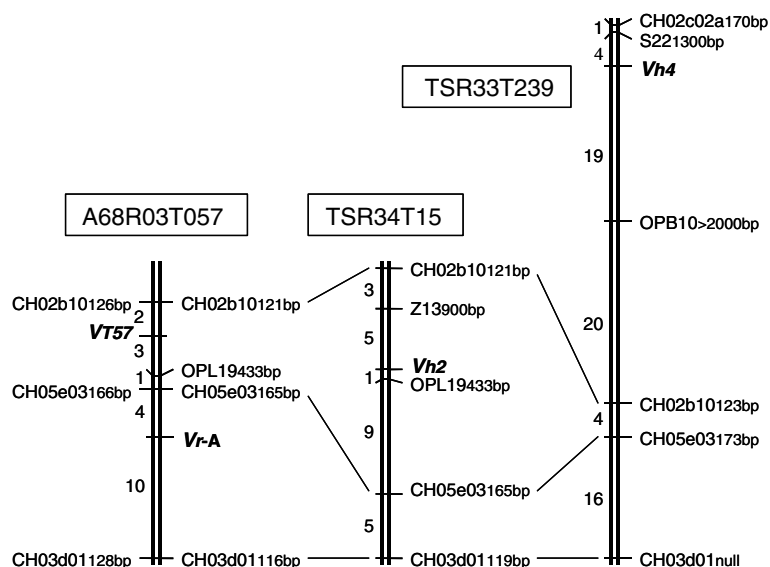 A68R03T057
CH02b10126bp
CH02b10121bp
2
VT57
3
OPL19433bp
1
CH05e03166bp
CH05e03165bp
4
Vr-A
10
CH03d01128bp
CH03d01116bp
TSR34T15
CH02b10121bp
3
Z13900bp
5
Vh2
1
OPL19433bp
9
CH05e03165bp
5
CH03d01119bp
TSR33T239
CH02c02a170bp
1
S221300bp
4
Vh4
19
OPB10>2000bp
20
CH02b10123bp
4
CH05e03173bp
16
CH03d01null